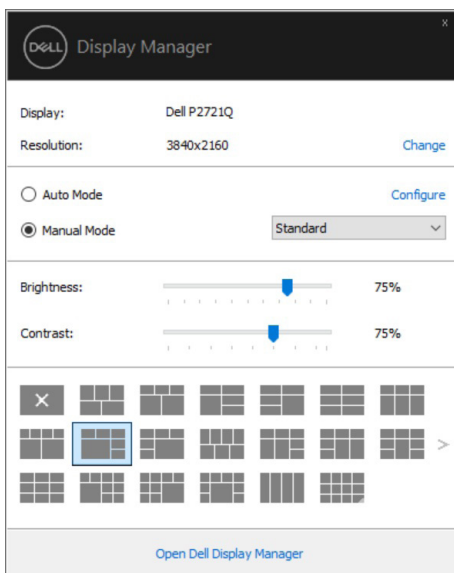 x
DELL Display Manager
Display: Dell P2721Q
Resolution: 3840x2160 Change
Auto Mode Configure
Manual Mode Standard
Brightness: 75%
Contrast: 75%
Open Dell Display Manager